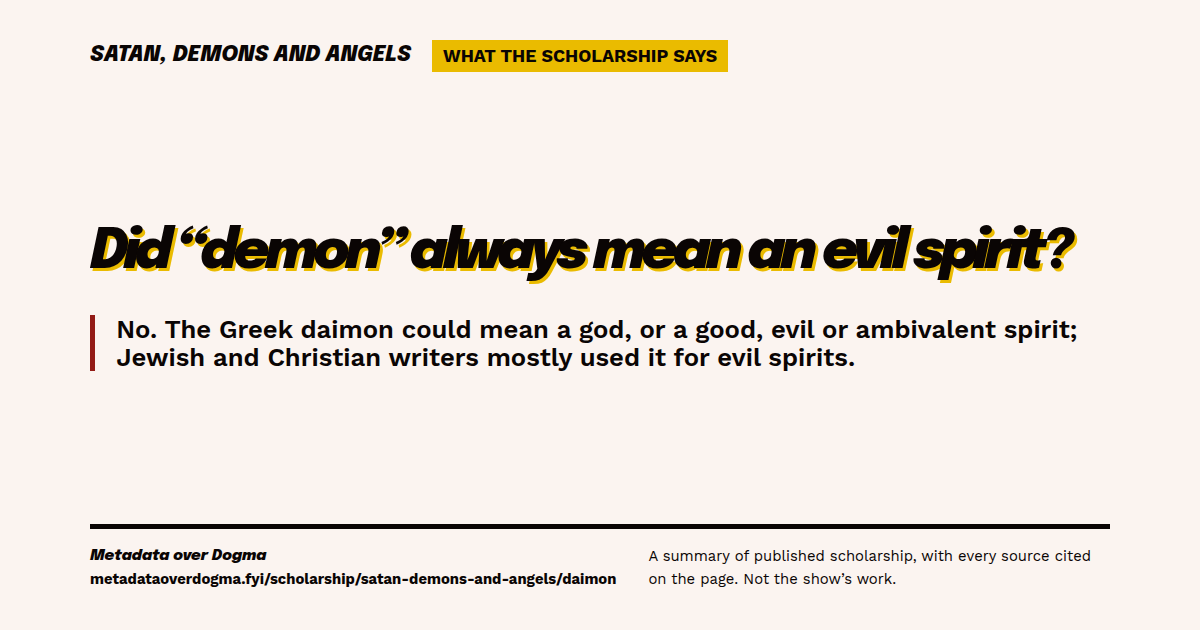 SATAN, DEMONS AND ANGELS
WHAT THE SCHOLARSHIP SAYS
Did “demon” always mean an evil spirit?
No. The Greek daimon could mean a god, or a good, evil or ambivalent spirit;
Jewish and Christian writers mostly used it for evil spirits.
Metadata over Dogma
metadataoverdogma.fyi/scholarship/satan-demons-and-angels/daimon
A summary of published scholarship, with every source cited
on the page. Not the show’s work.